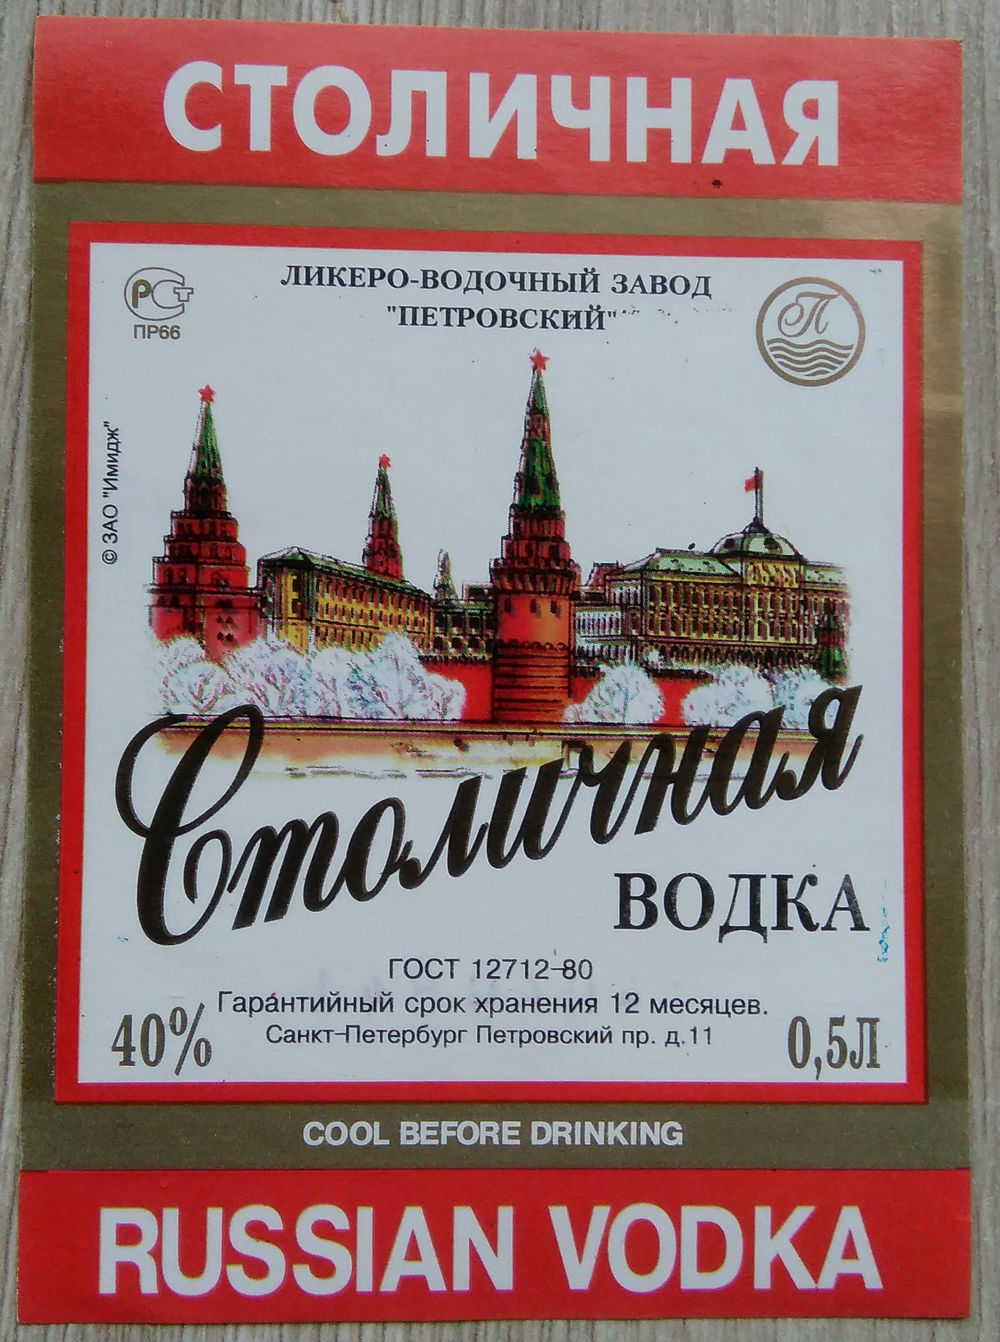 СТОЛИЧНАЯ
ЛИКЕРО-ВОДОЧНЫЙ ЗАВОД
"ПЕТРОВСКИЙ"
РСТ
ПР66
П
© ЗАО "Имидж"
Столичная
ВОДКА
ГОСТ 12712-80
Гарантийный срок хранения 12 месяцев.
Санкт-Петербург Петровский пр. д.11
40%
0,5Л
COOL BEFORE DRINKING
RUSSIAN VODKA